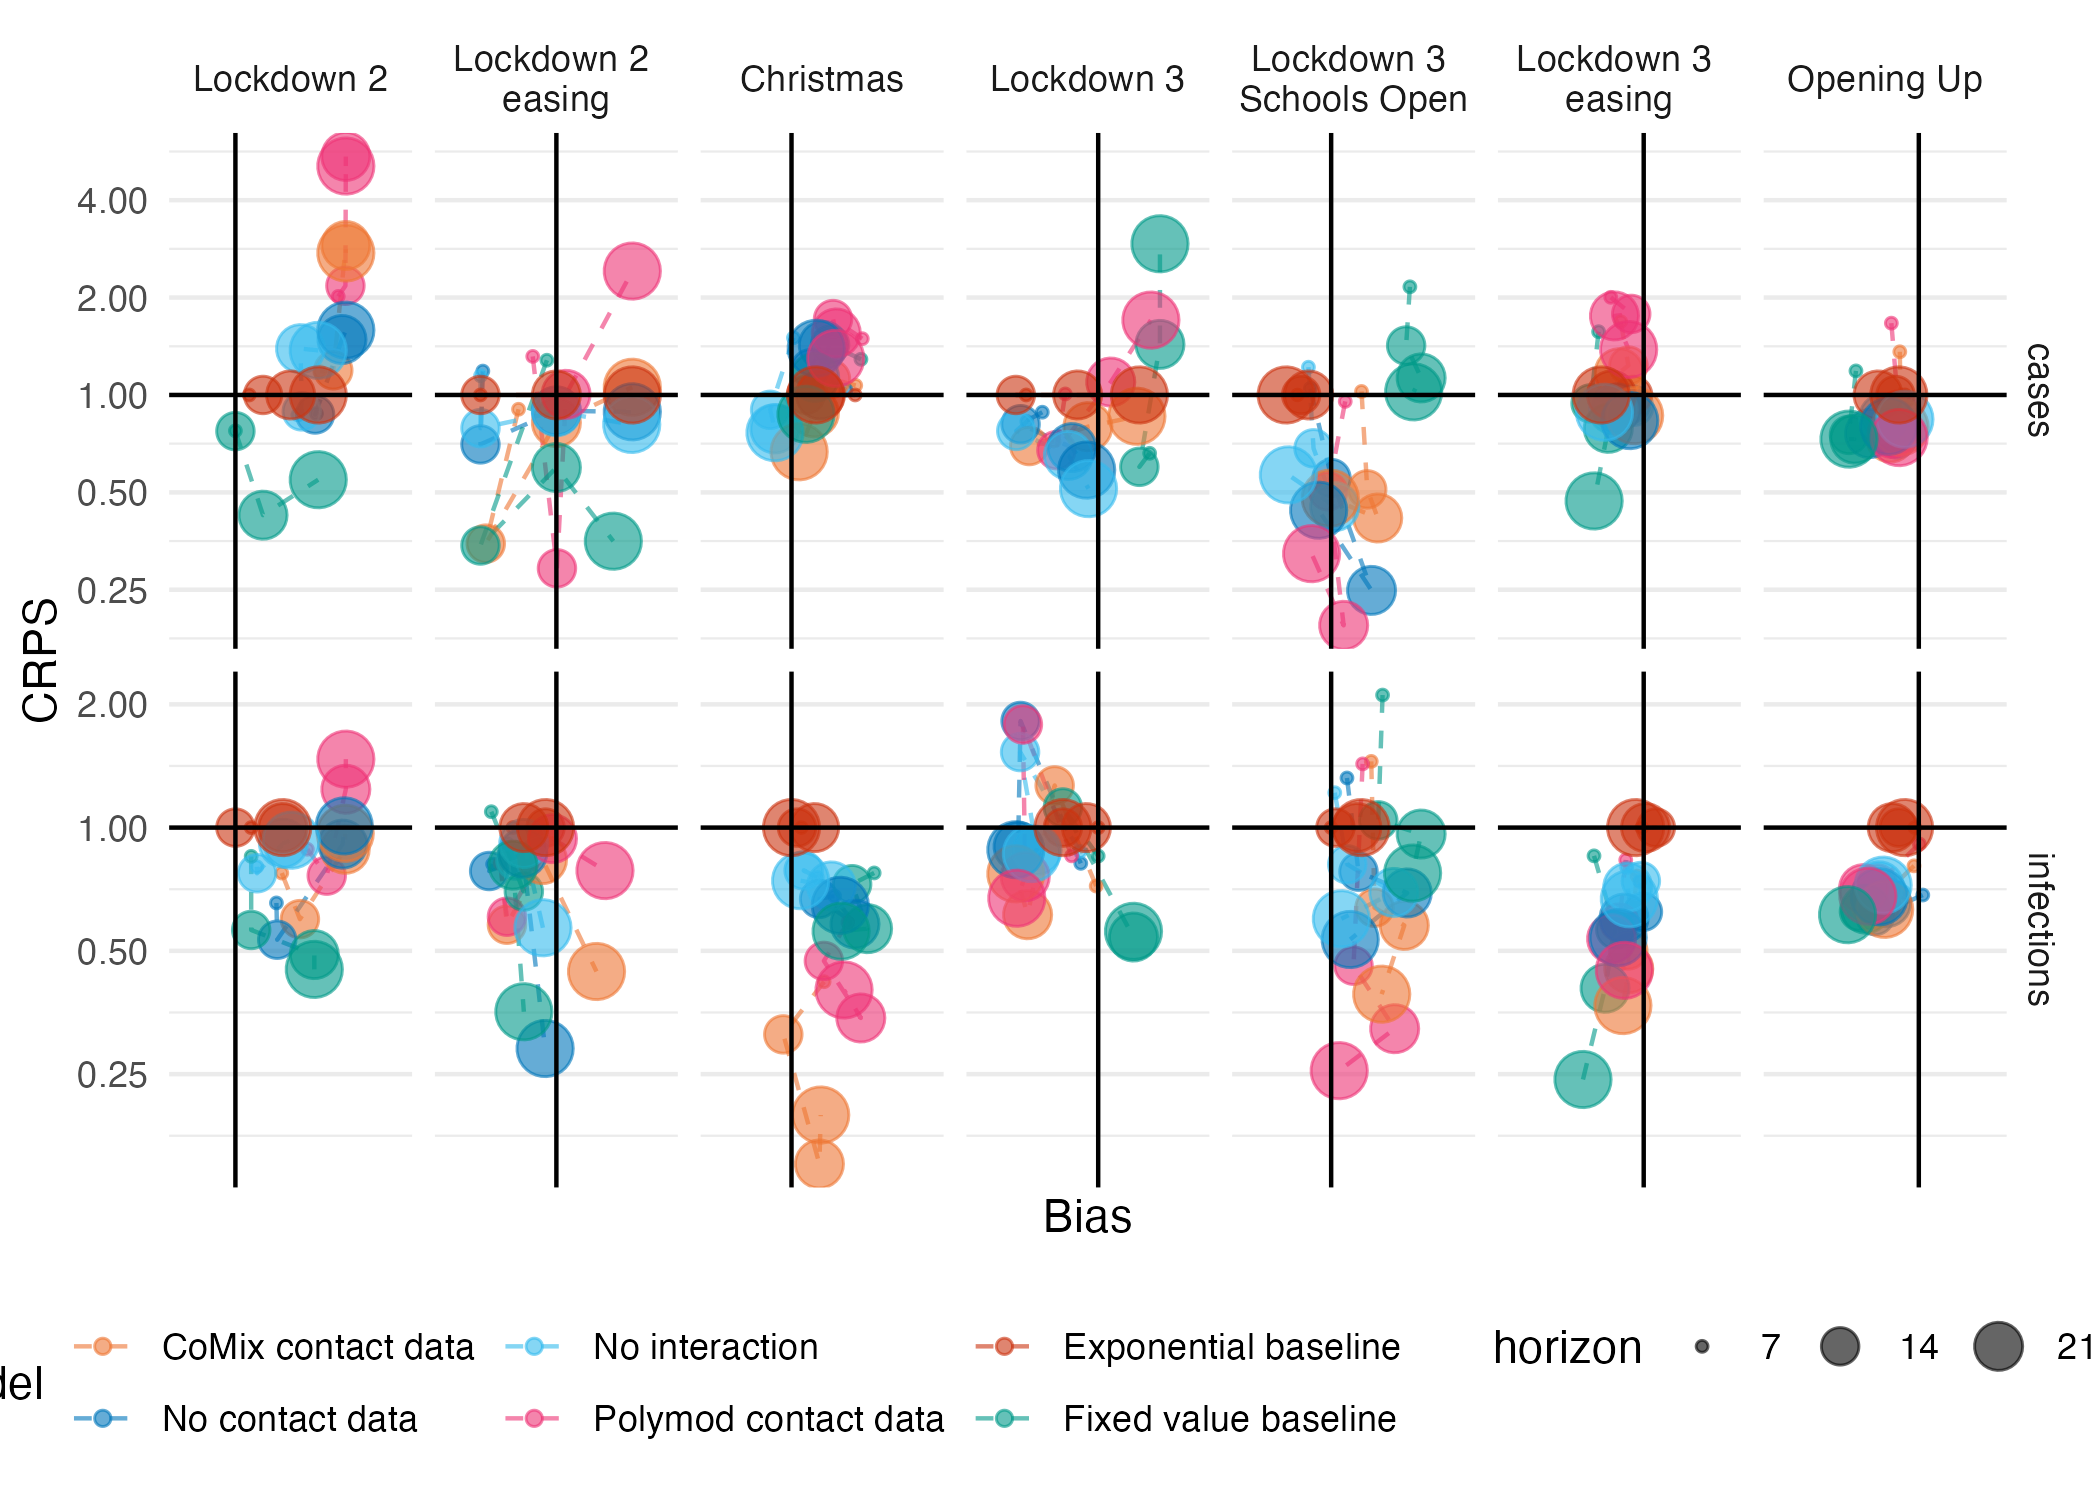 Lockdown 2
Lockdown 2
easing
Christmas
Lockdown 3
Lockdown 3
Schools Open
Lockdown 3
easing
Opening Up
4.00
2.00
1.00
0.50
0.25
cases
2.00
1.00
0.50
0.25
infections
CRPS
Bias
del
CoMix contact data
No contact data
No interaction
Polymod contact data
Exponential baseline
Fixed value baseline
horizon
7
14
21